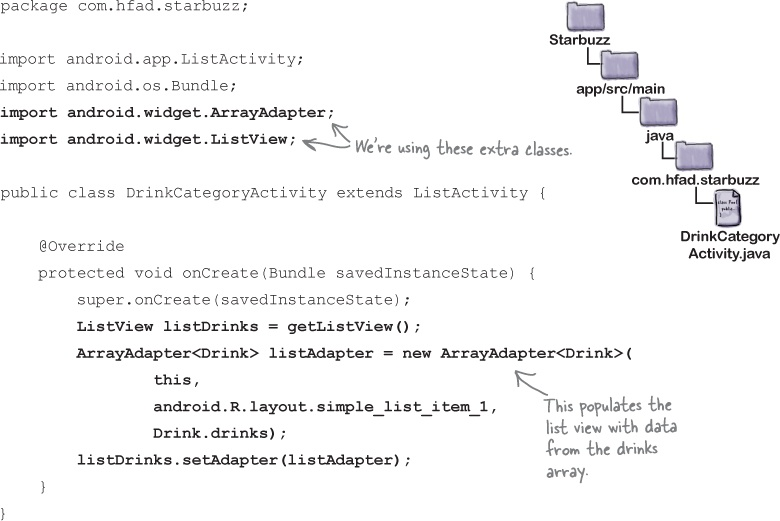 package com.hfad.starbuzz;
import android.app.ListActivity;
import android.os.Bundle;
import android.widget.ArrayAdapter;
import android.widget.ListView;
We're using these extra classes.
public class DrinkCategoryActivity extends ListActivity {
@Override
protected void onCreate(Bundle savedInstanceState) {
super.onCreate(savedInstanceState);
ListView listDrinks = getListView();
ArrayAdapter<Drink> listAdapter = new ArrayAdapter<Drink>(
this,
android.R.layout.simple_list_item_1,
Drink.drinks);
listDrinks.setAdapter(listAdapter);
}
}
This populates the
list view with data
from the drinks
array.
Starbuzz
app/src/main
java
com.hfad.starbuzz
DrinkCategory
Activity.java